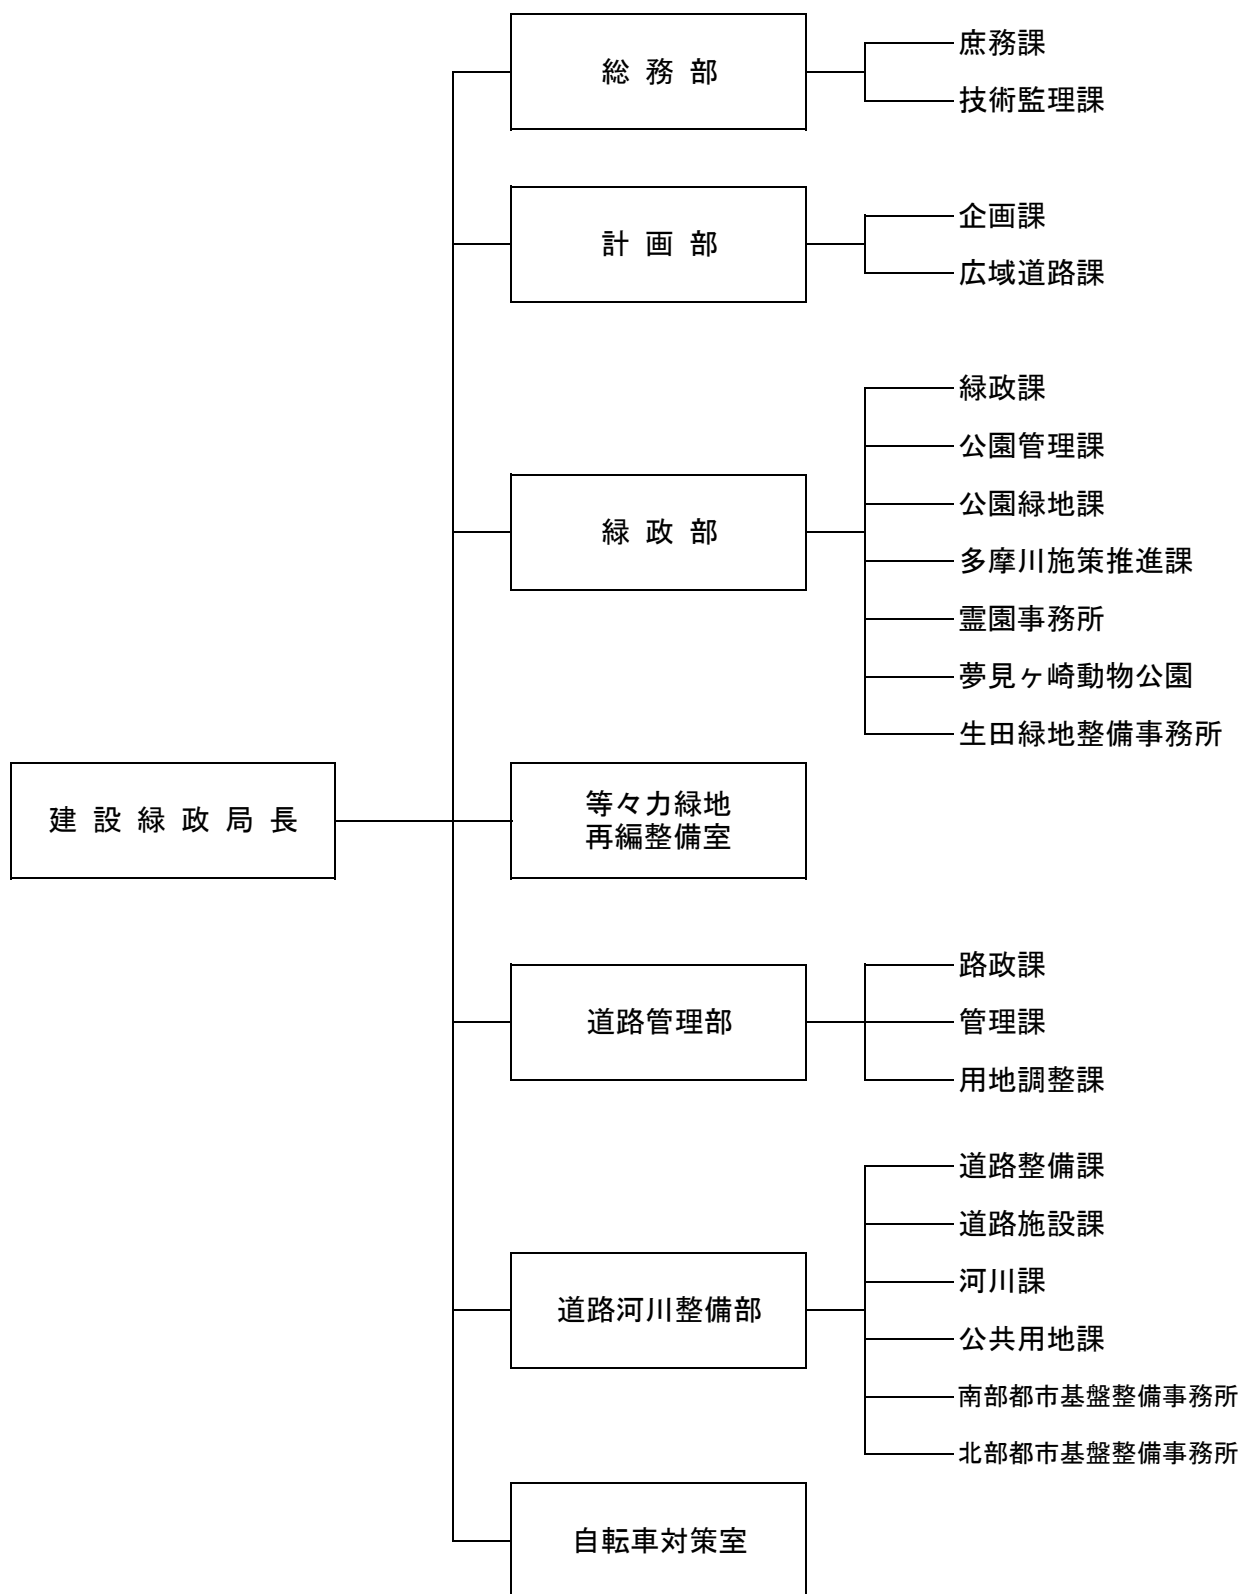 総務部
庶務課
技術監理課
計画部
企画課
広域道路課
緑政部
緑政課
公園管理課
公園緑地課
多摩川施策推進課
霊園事務所
夢見ヶ崎動物公園
生田緑地整備事務所
建設緑政局長
等々力緑地
再編整備室
道路管理部
路政課
管理課
用地調整課
道路河川整備部
道路整備課
道路施設課
河川課
公共用地課
南部都市基盤整備事務所
北部都市基盤整備事務所
自転車対策室